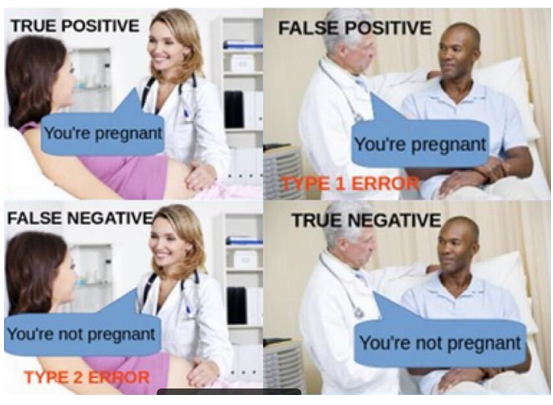 TRUE POSITIVE
You're pregnant
FALSE POSITIVE
You're pregnant
TYPE 1 ERROR
FALSE NEGATIVE
You're not pregnant
TYPE 2 ERROR
TRUE NEGATIVE
You're not pregnant